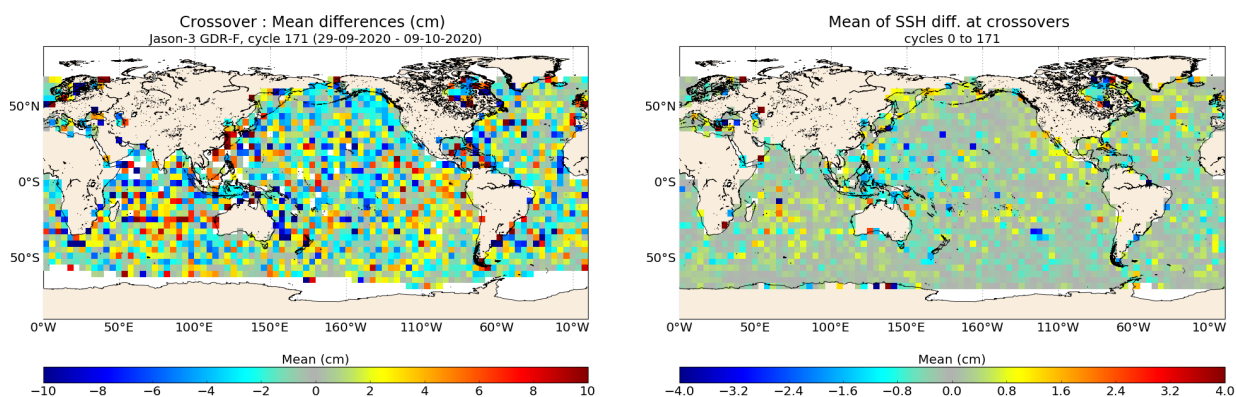 Crossover : Mean differences (cm)
Jason-3 GDR-F, cycle 171 (29-09-2020 - 09-10-2020)
50°N
0°S
50°S
0°W 50°E 100°E 150°E 160°W 110°W 60°W 10°W
Mean (cm)
−10 −8 −6 −4 −2 0 2 4 6 8 10
Mean of SSH diff. at crossovers
cycles 0 to 171
50°N
0°S
50°S
0°W 50°E 100°E 150°E 160°W 110°W 60°W 10°W
Mean (cm)
−4.0 −3.2 −2.4 −1.6 −0.8 0.0 0.8 1.6 2.4 3.2 4.0